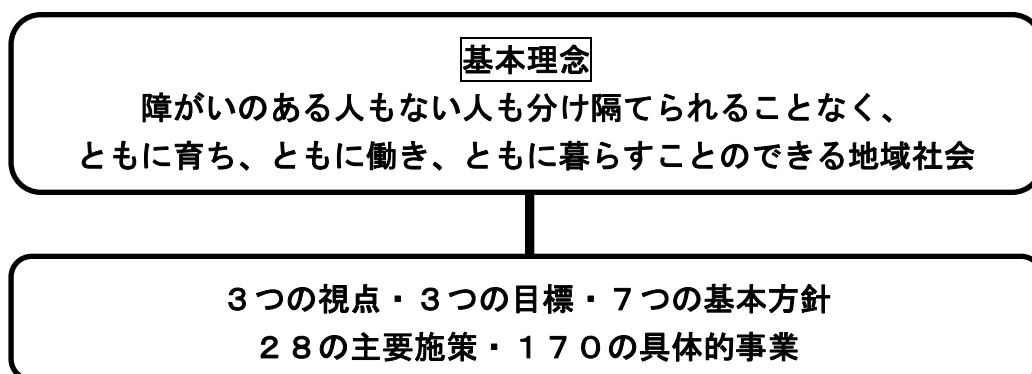 基本理念
障がいのある人もない人も分け隔てられることなく、
ともに育ち、ともに働き、ともに暮らすことのできる地域社会
３つの視点・３つの目標・７つの基本方針
２８の主要施策・１７０の具体的事業